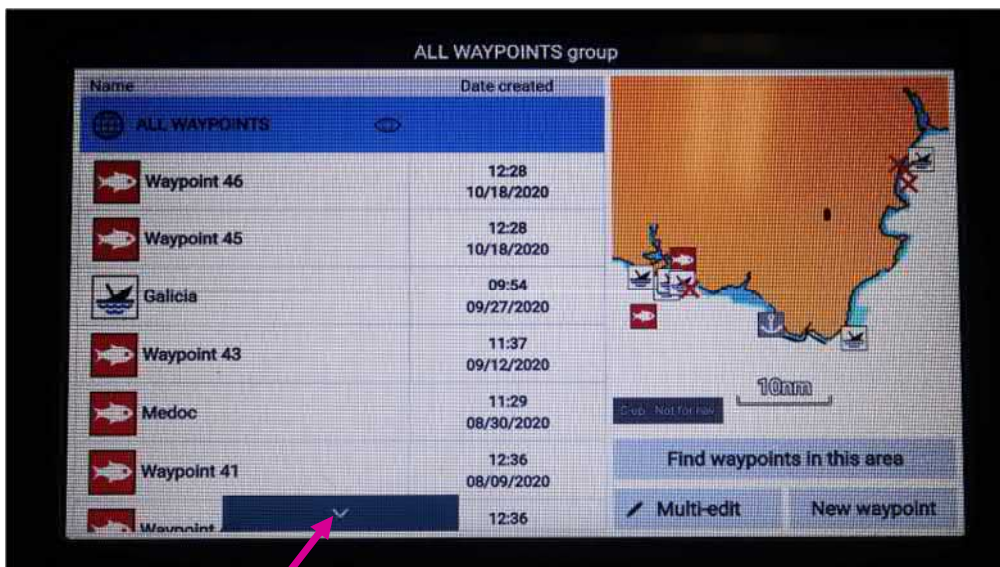 ALL WAYPOINTS group
Name Date created
ALL WAYPOINTS
Waypoint 46 12:28 10/18/2020
Waypoint 45 12:28 10/18/2020
Galicia 09:54 09/27/2020
Waypoint 43 11:37 09/12/2020
Medoc 11:29 08/30/2020
Waypoint 41 12:36 08/09/2020
Waypoint 12:36
10nm
Not for nav
Find waypoints in this area
Multi-edit New waypoint